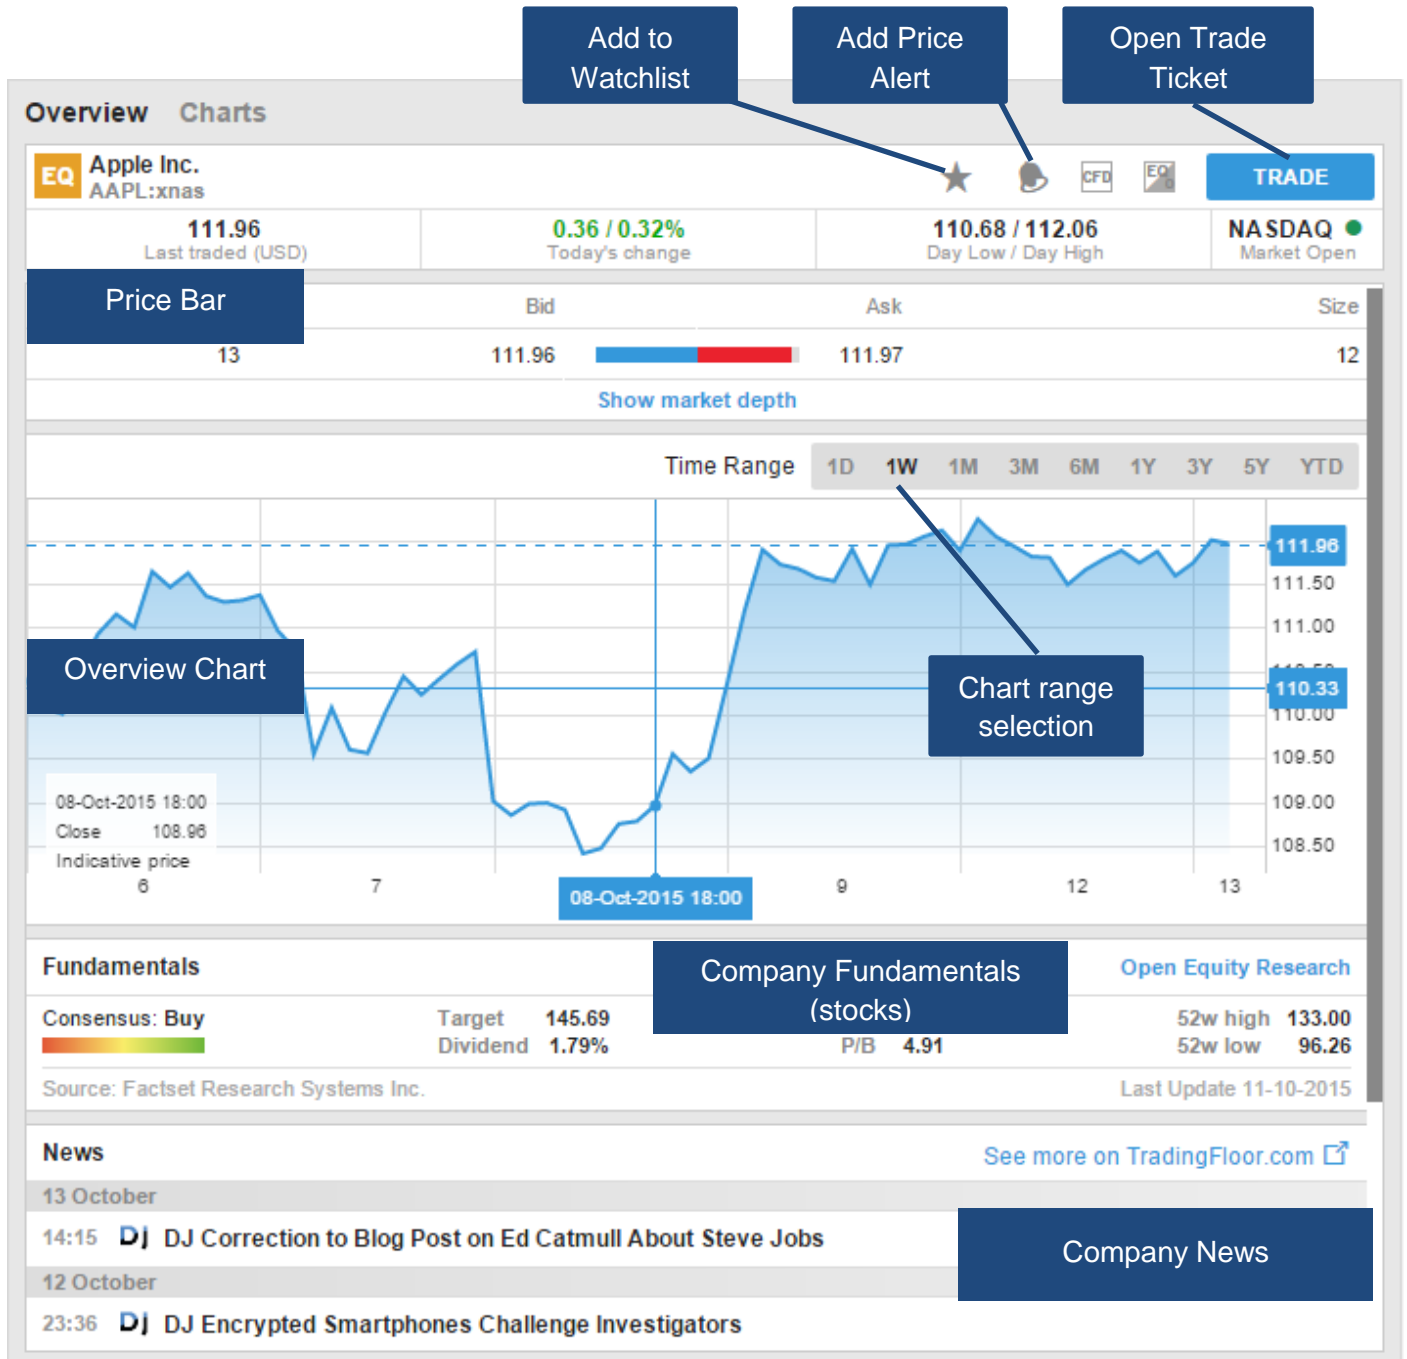 Add to
Watchlist
Add Price
Alert
Open Trade
Ticket
Overview Charts
EQ Apple Inc.
AAPL:xnas
CFD EQ O TRADE
111.96 0.36 / 0.32% 110.68 / 112.06 NASDAQ
Last traded (USD) Today's change Day Low / Day High Market Open
Price Bar
Bid Ask Size
13 111.96 111.97 12
Show market depth
Time Range 1D 1W 1M 3M 6M 1Y 3Y 5Y YTD
111.96
111.50
111.00
Overview Chart
Chart range
selection
110.33
110.00
109.50
109.00
108.50
08-Oct-2015 18:00
Close 108.96
Indicative price
6 7 08-Oct-2015 18:00 9 12 13
Fundamentals Open Equity Research
Company Fundamentals
(stocks)
Consensus: Buy Target 145.69 52w high 133.00
Dividend 1.79% P/B 4.91 52w low 96.26
Source: Factset Research Systems Inc. Last Update 11-10-2015
News See more on TradingFloor.com
13 October
14:15 DJ DJ Correction to Blog Post on Ed Catmull About Steve Jobs
Company News
12 October
23:36 DJ DJ Encrypted Smartphones Challenge Investigators